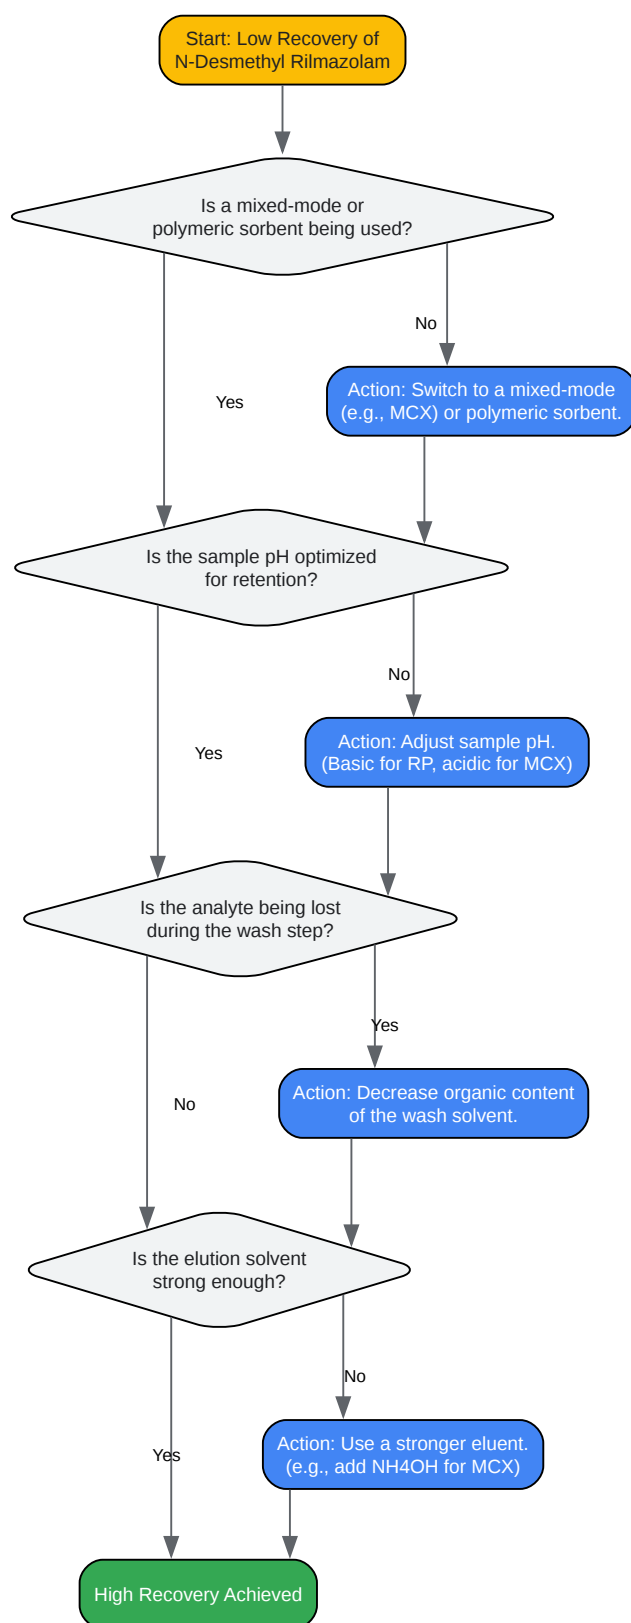 Start: Low Recovery of
N-Desmethyl Rilmazolam
Is a mixed-mode or
polymeric sorbent being used?
No
Action: Switch to a mixed-mode
(e.g., MCX) or polymeric sorbent.
Yes
Is the sample pH optimized
for retention?
No
Action: Adjust sample pH.
(Basic for RP, acidic for MCX)
Yes
Is the analyte being lost
during the wash step?
Yes
Action: Decrease organic content
of the wash solvent.
No
Is the elution solvent
strong enough?
No
Action: Use a stronger eluent.
(e.g., add NH4OH for MCX)
Yes
High Recovery Achieved